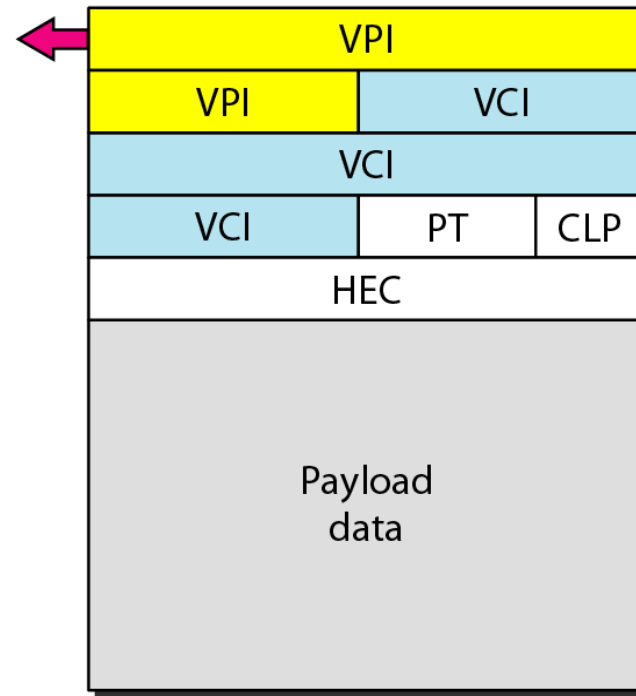 VPI
VPI VCI
VCI
VCI PT CLP
HEC
Payload
data